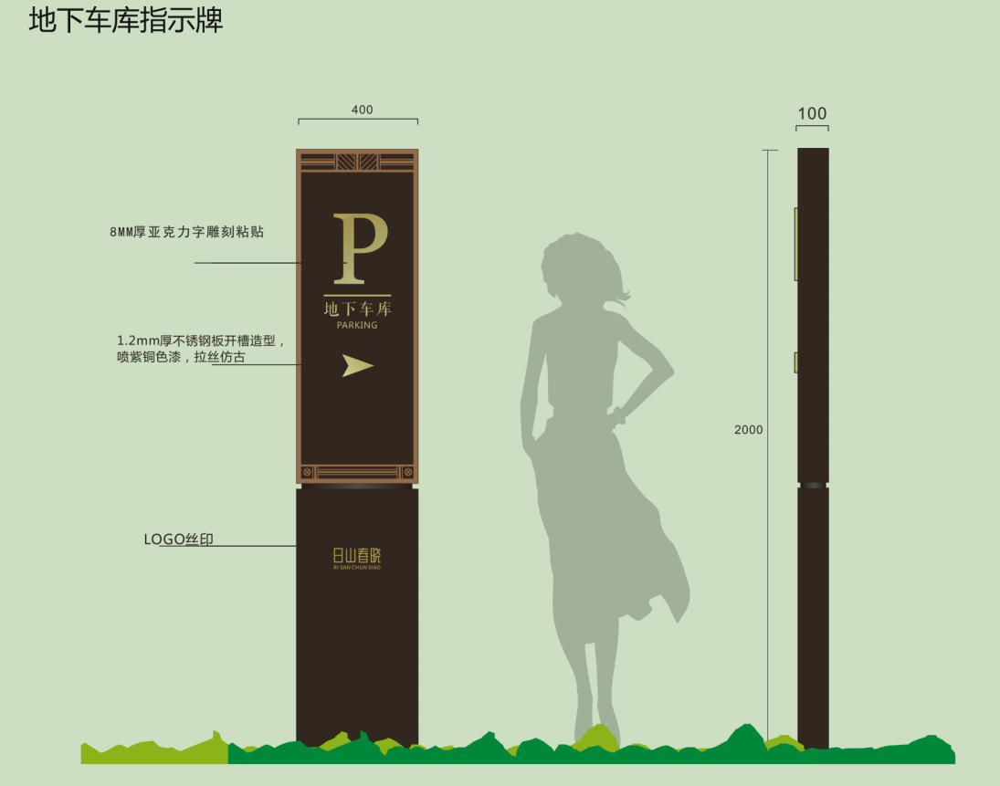 地下车库指示牌
400
100
8MM厚亚克力字雕刻粘贴
P
地下车库
PARKING
1.2mm厚不锈钢板开槽造型，
喷紫铜色漆，拉丝仿古
2000
LOGO丝印
日山春晓
RI SAN CHUN XIAO